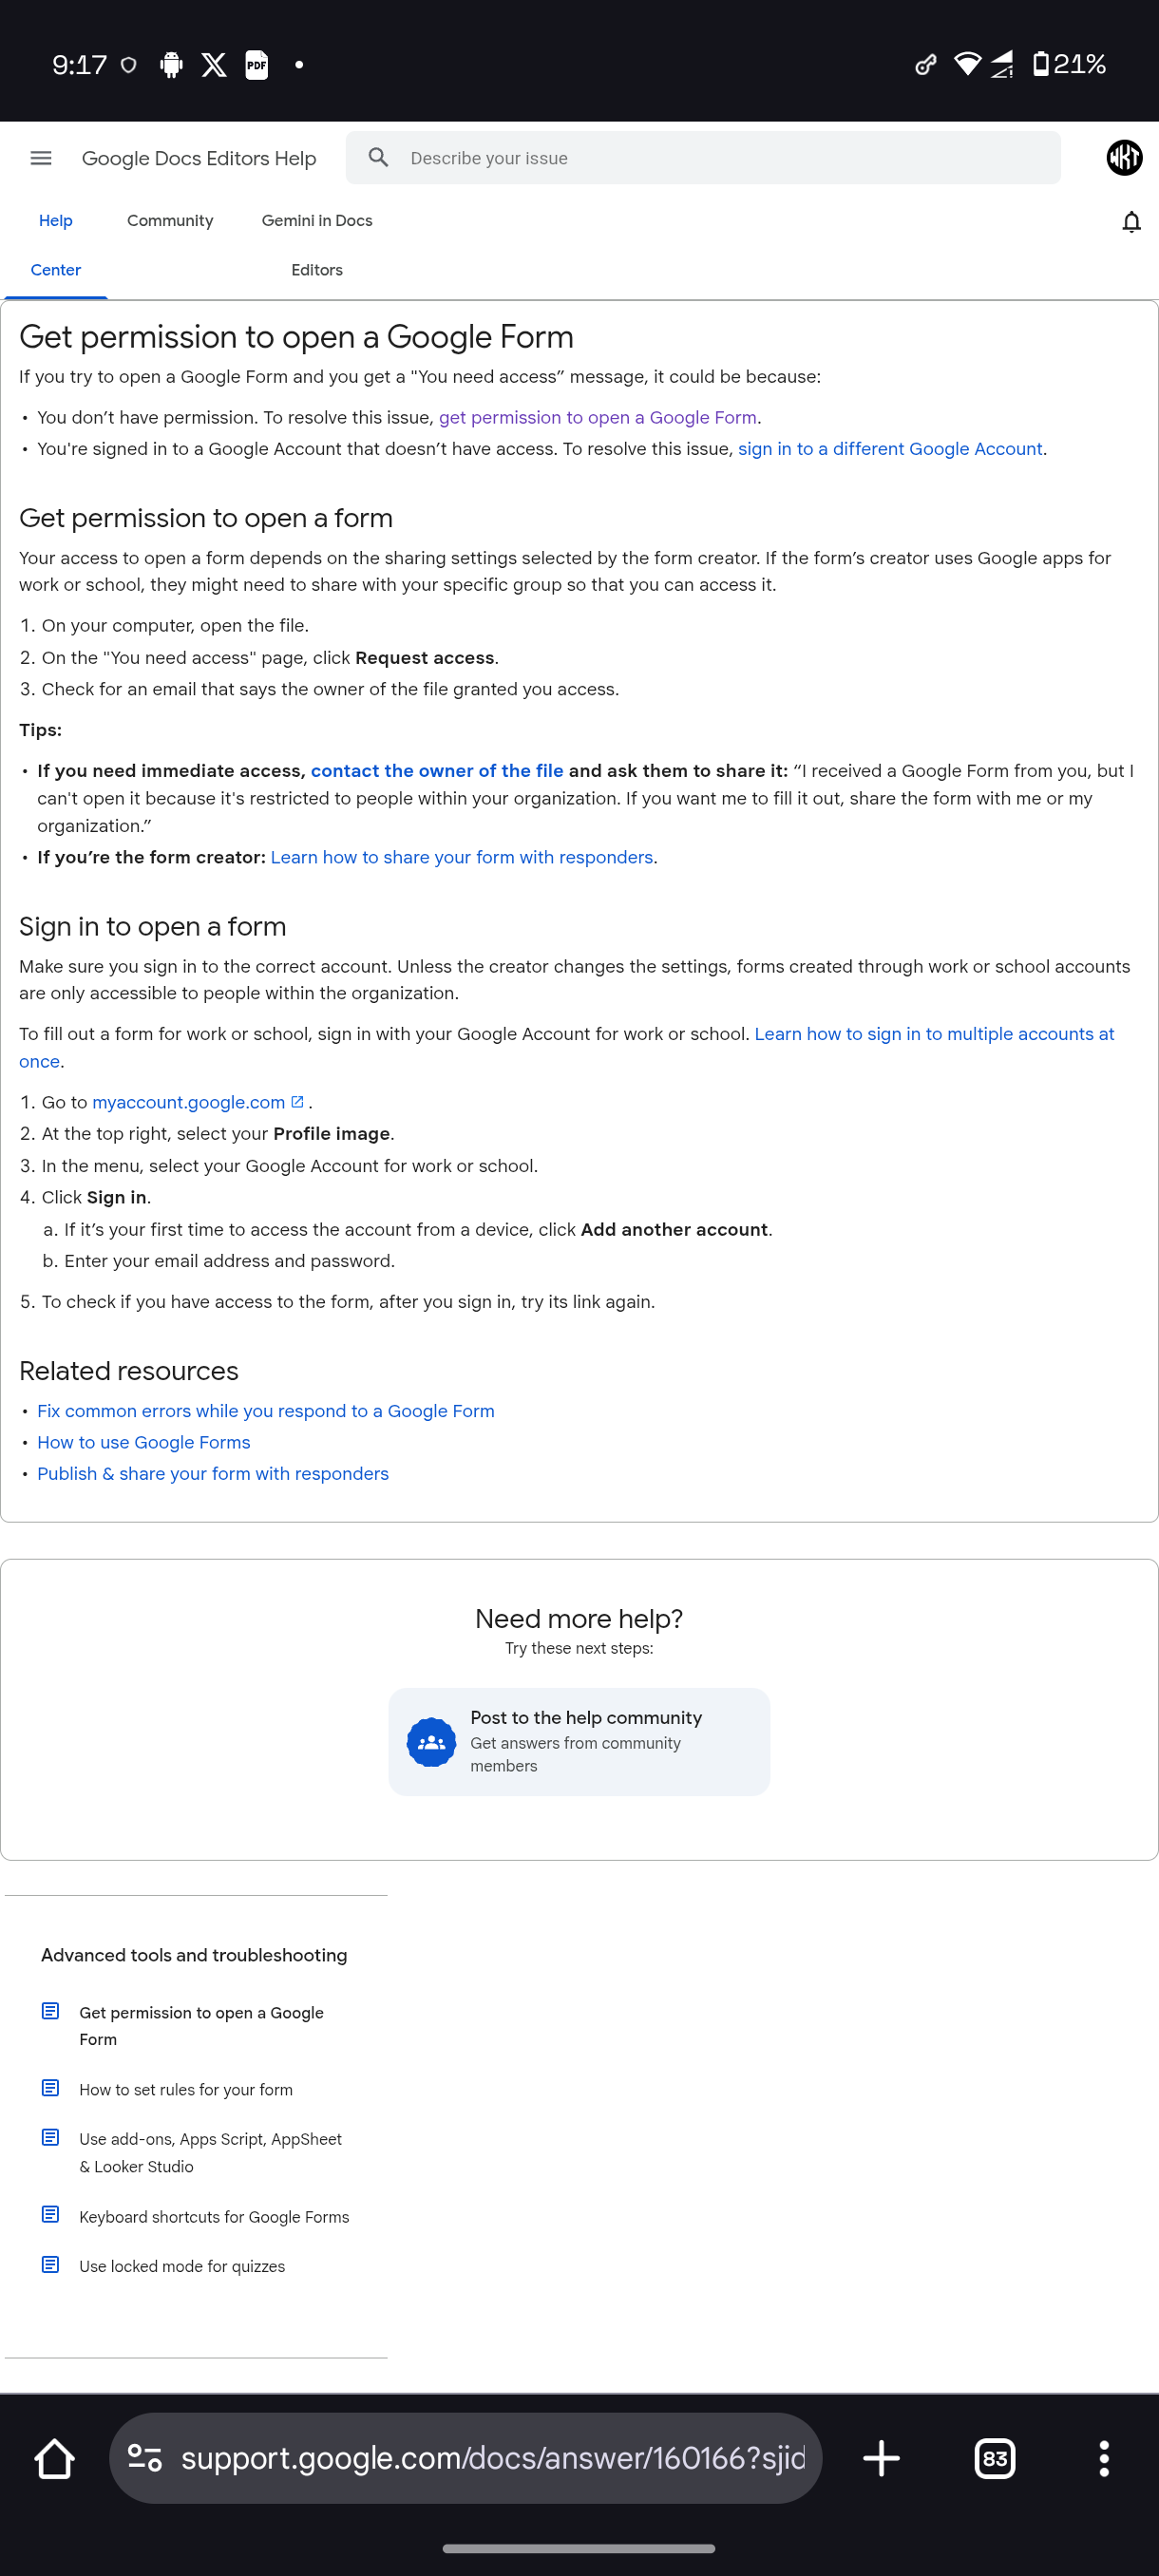 9:17
PDF
21%
Google Docs Editors Help
Describe your issue
WKT
Help
Center
Community
Gemini in Docs
Editors
Get permission to open a Google Form
If you try to open a Google Form and you get a "You need access” message, it could be because:
• You don’t have permission. To resolve this issue, get permission to open a Google Form.
• You're signed in to a Google Account that doesn’t have access. To resolve this issue, sign in to a different Google Account.
Get permission to open a form
Your access to open a form depends on the sharing settings selected by the form creator. If the form’s creator uses Google apps for
work or school, they might need to share with your specific group so that you can access it.
1. On your computer, open the file.
2. On the "You need access" page, click Request access.
3. Check for an email that says the owner of the file granted you access.
Tips:
• If you need immediate access, contact the owner of the file and ask them to share it: “I received a Google Form from you, but I
can't open it because it's restricted to people within your organization. If you want me to fill it out, share the form with me or my
organization.”
• If you’re the form creator: Learn how to share your form with responders.
Sign in to open a form
Make sure you sign in to the correct account. Unless the creator changes the settings, forms created through work or school accounts
are only accessible to people within the organization.
To fill out a form for work or school, sign in with your Google Account for work or school. Learn how to sign in to multiple accounts at
once.
1. Go to myaccount.google.com .
2. At the top right, select your Profile image.
3. In the menu, select your Google Account for work or school.
4. Click Sign in.
a. If it’s your first time to access the account from a device, click Add another account.
b. Enter your email address and password.
5. To check if you have access to the form, after you sign in, try its link again.
Related resources
• Fix common errors while you respond to a Google Form
• How to use Google Forms
• Publish & share your form with responders
Need more help?
Try these next steps:
Post to the help community
Get answers from community
members
Advanced tools and troubleshooting
Get permission to open a Google
Form
How to set rules for your form
Use add-ons, Apps Script, AppSheet
& Looker Studio
Keyboard shortcuts for Google Forms
Use locked mode for quizzes
support.google.com/docs/answer/160166?sjid
83